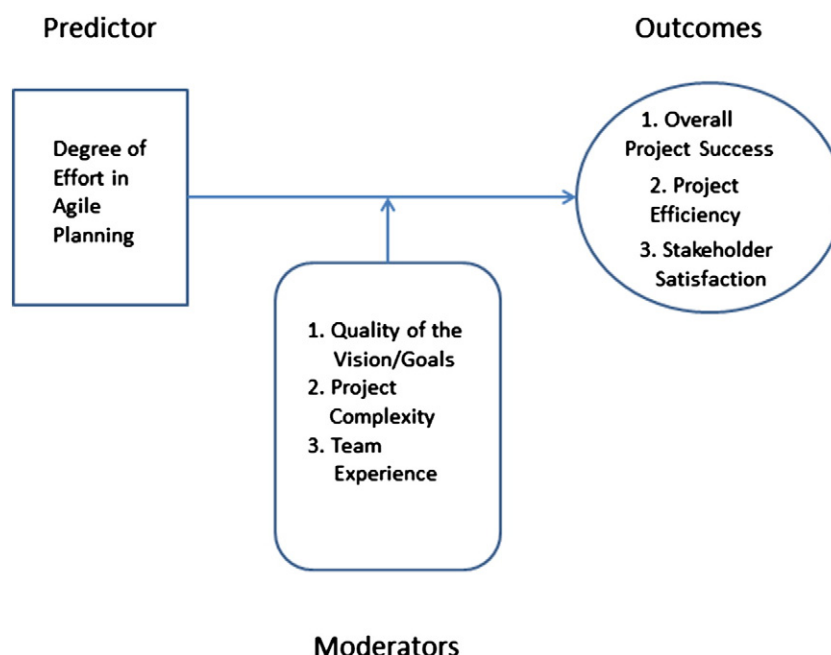 Predictor
Outcomes
Degree of
Effort in
Agile
Planning
1. Overall
Project Success
2. Project
Efficiency
3. Stakeholder
Satisfaction
1. Quality of the
Vision/Goals
2. Project
Complexity
3. Team
Experience
Moderators